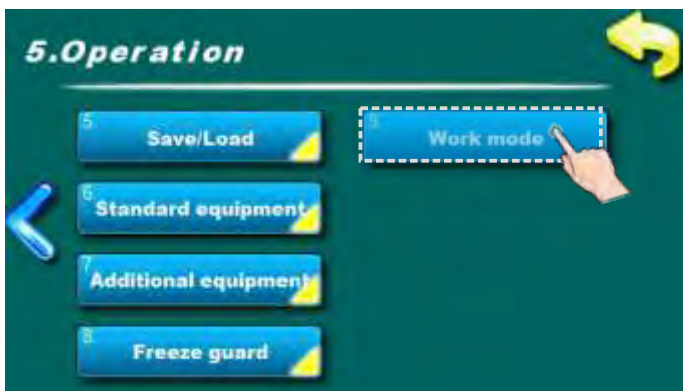 5.Operation
5.
Save/Load
9.
Work mode
6.
Standard equipment
7.
Additional equipment
8.
Freeze guard